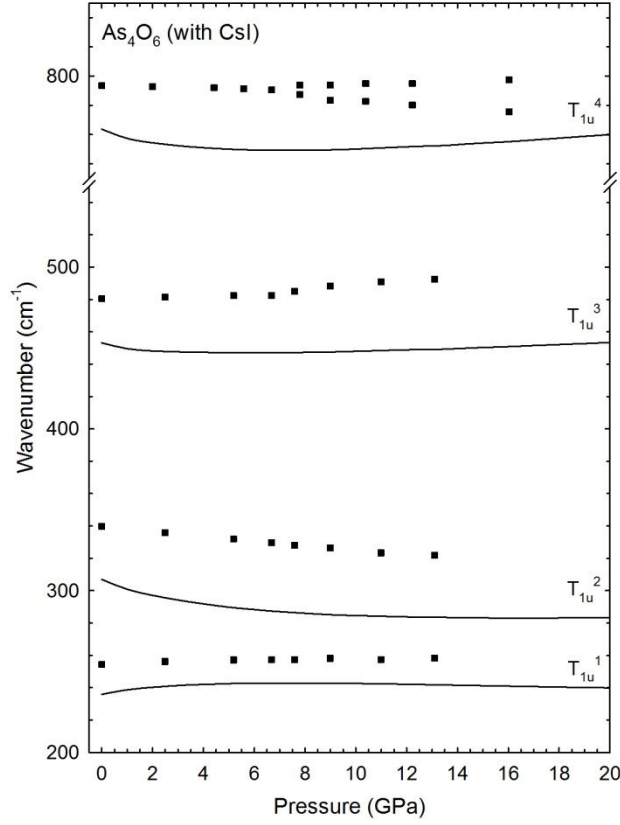 As₄O₆ (with CsI)
800
T₁ᵤ⁴
500
T₁ᵤ³
400
T₁ᵤ²
300
T₁ᵤ¹
200
0 2 4 6 8 10 12 14 16 18 20
Pressure (GPa)
Wavenumber (cm⁻¹)